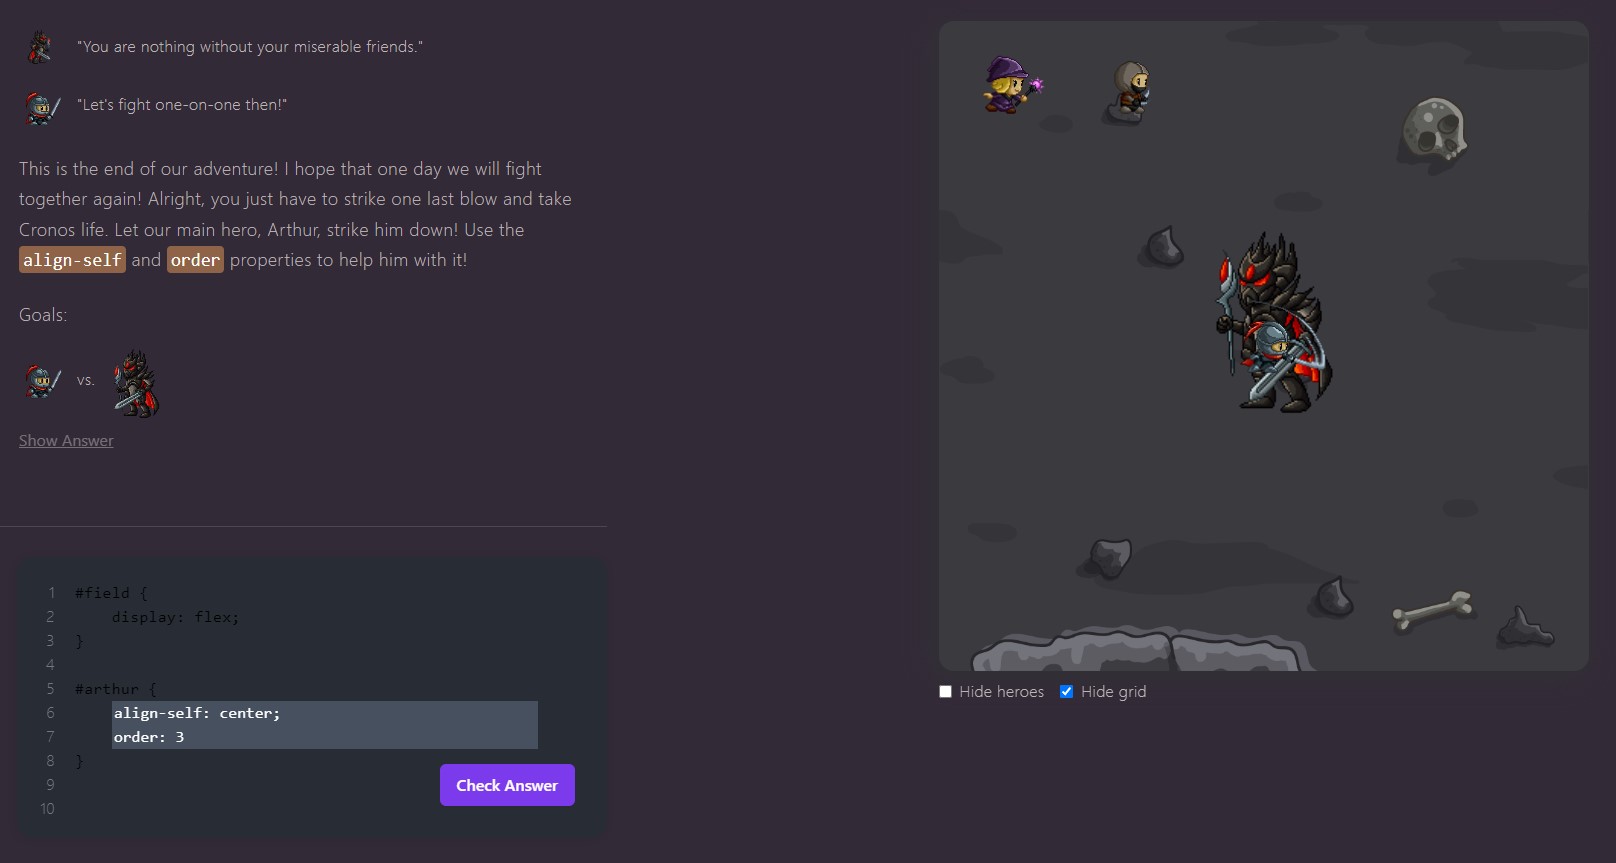 "You are nothing without your miserable friends."
"Let's fight one-on-one then!"
This is the end of our adventure! I hope that one day we will fight
together again! Alright, you just have to strike one last blow and take
Cronos life. Let our main hero, Arthur, strike him down! Use the
align-self and order properties to help him with it!
Goals:
vs.
Show Answer
1 #field {
2 display: flex;
3 }
4
5 #arthur {
6 align-self: center;
7 order: 3
8 }
9
10
Check Answer
Hide heroes Hide grid